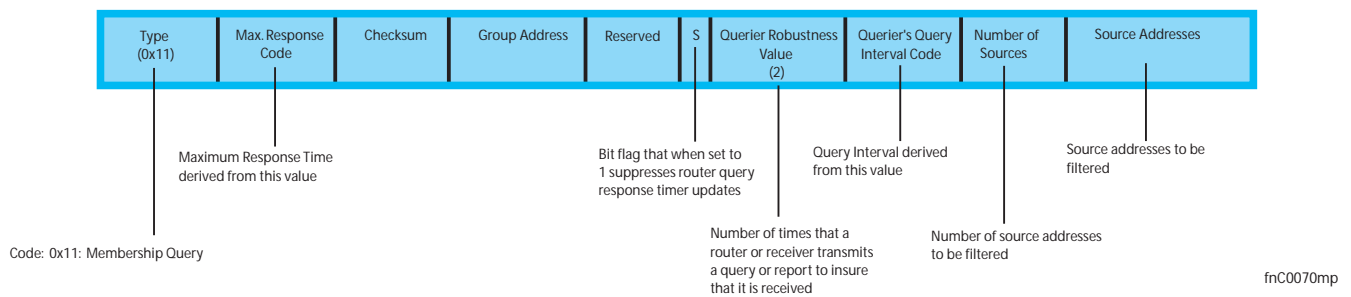 Type
(0x11)
Max. Response
Code
Checksum
Group Address
Reserved
S
Querier Robustness
Value
(2)
Querier's Query
Interval Code
Number of
Sources
Source Addresses
Maximum Response Time
derived from this value
Bit flag that when set to
1 suppresses router query
response timer updates
Query Interval derived
from this value
Source addresses to be
filtered
Code: 0x11: Membership Query
Number of times that a
router or receiver transmits
a query or report to insure
that it is received
Number of source addresses
to be filtered
fnC0070mp